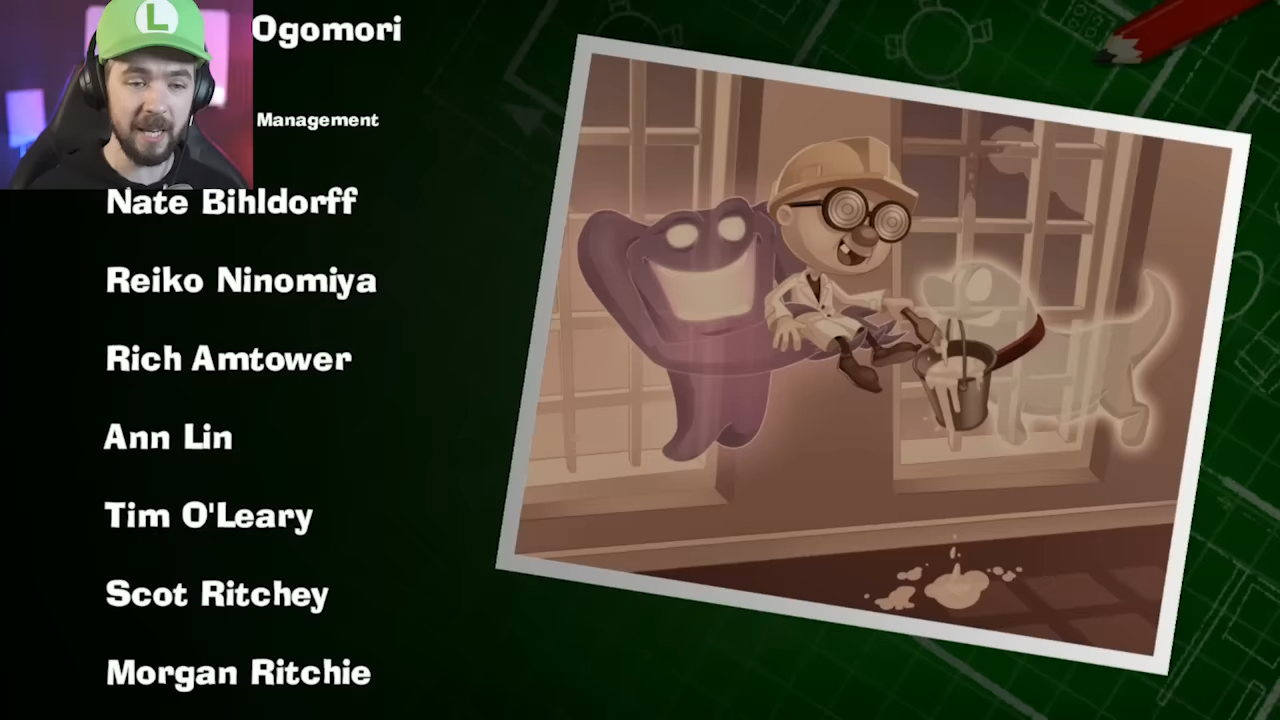 L
Ogomori
Management
Nate Bihldorff
Reiko Ninomiya
Rich Amtower
Ann Lin
Tim O'Leary
Scot Ritchey
Morgan Ritchie